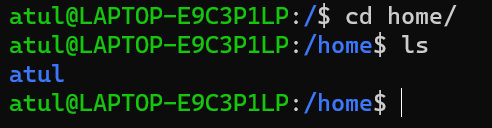 atul@LAPTOP-E9C3P1LP:/$ cd home/
atul@LAPTOP-E9C3P1LP:/home$ ls
atul
atul@LAPTOP-E9C3P1LP:/home$